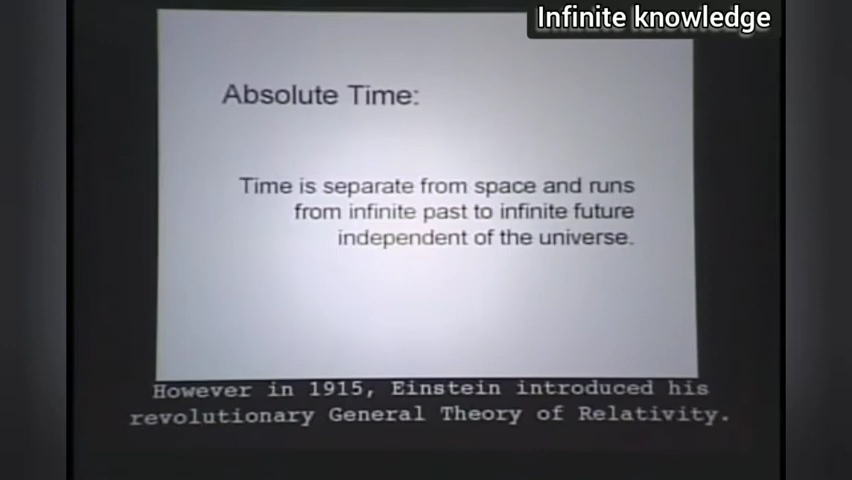 Infinite knowledge
Absolute Time:
Time is separate from space and runs
from infinite past to infinite future
independent of the universe.
However in 1915, Einstein introduced his
revolutionary General Theory of Relativity.